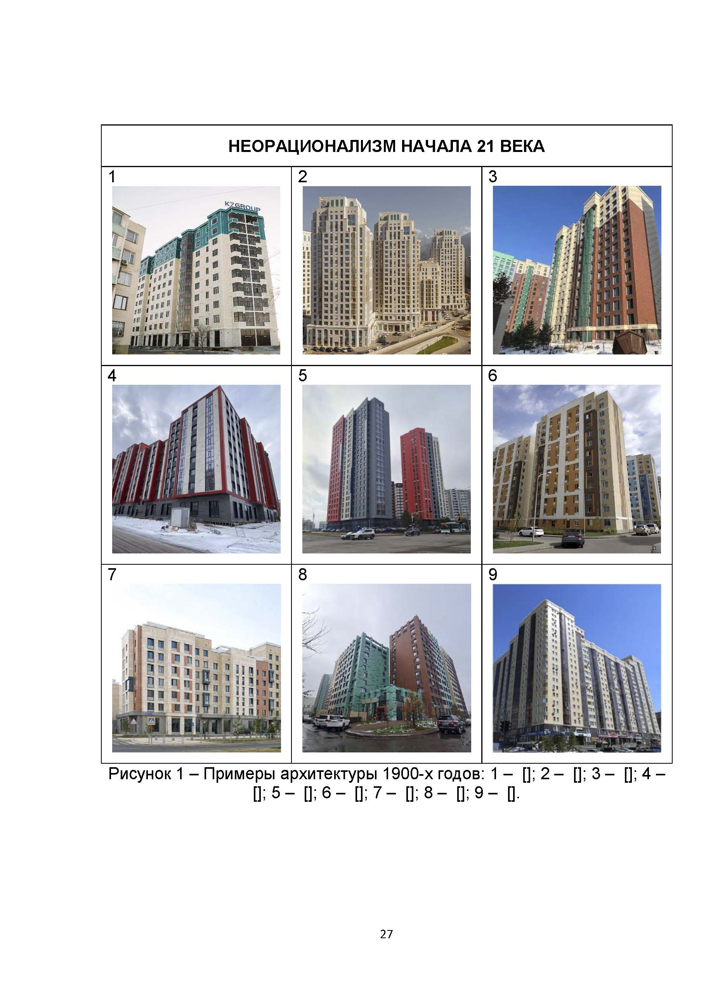 НЕОРАЦИОНАЛИЗМ НАЧАЛА 21 ВЕКА
1
2
3
KZGROUP
4
5
6
7
8
9
Рисунок 1 – Примеры архитектуры 1900-х годов: 1 – []; 2 – []; 3 – []; 4 –
[]; 5 – []; 6 – []; 7 – []; 8 – []; 9 – [].
27